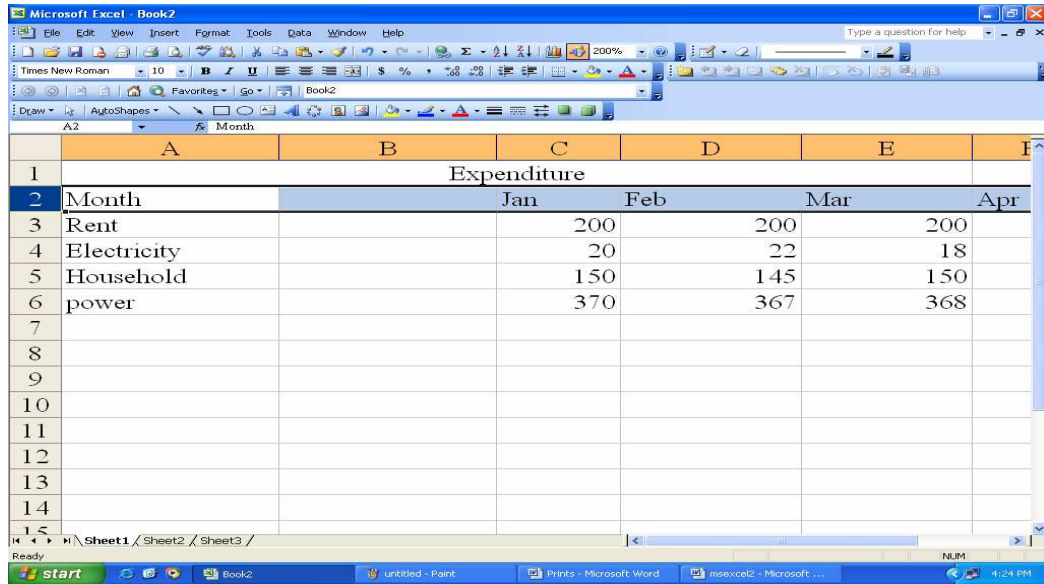 Microsoft Excel - Book2
File Edit View Insert Format Tools Data Window Help Type a question for help
200%
Times New Roman 10 B I U $ % ,
Favorites Go Book2
Draw AutoShapes
A2 fx Month
A B C D E F
1 Expenditure
2 Month Jan Feb Mar Apr
3 Rent 200 200 200
4 Electricity 20 22 18
5 Household 150 145 150
6 power 370 367 368
7
8
9
10
11
12
13
14
15
Sheet1 / Sheet2 / Sheet3 /
Ready NUM
start Book2 untitled - Paint Prints - Microsoft Word msexcel2 - Microsoft ... 4:24 PM